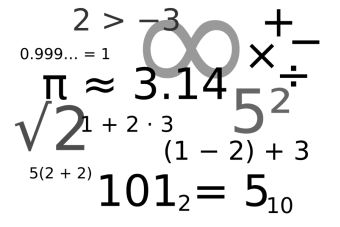 2 > −3
∞
+
−
×
÷
0.999... = 1
π ≈ 3.14
√2
5²
1 + 2 · 3
(1 − 2) + 3
5(2 + 2)
101₂ = 5₁₀